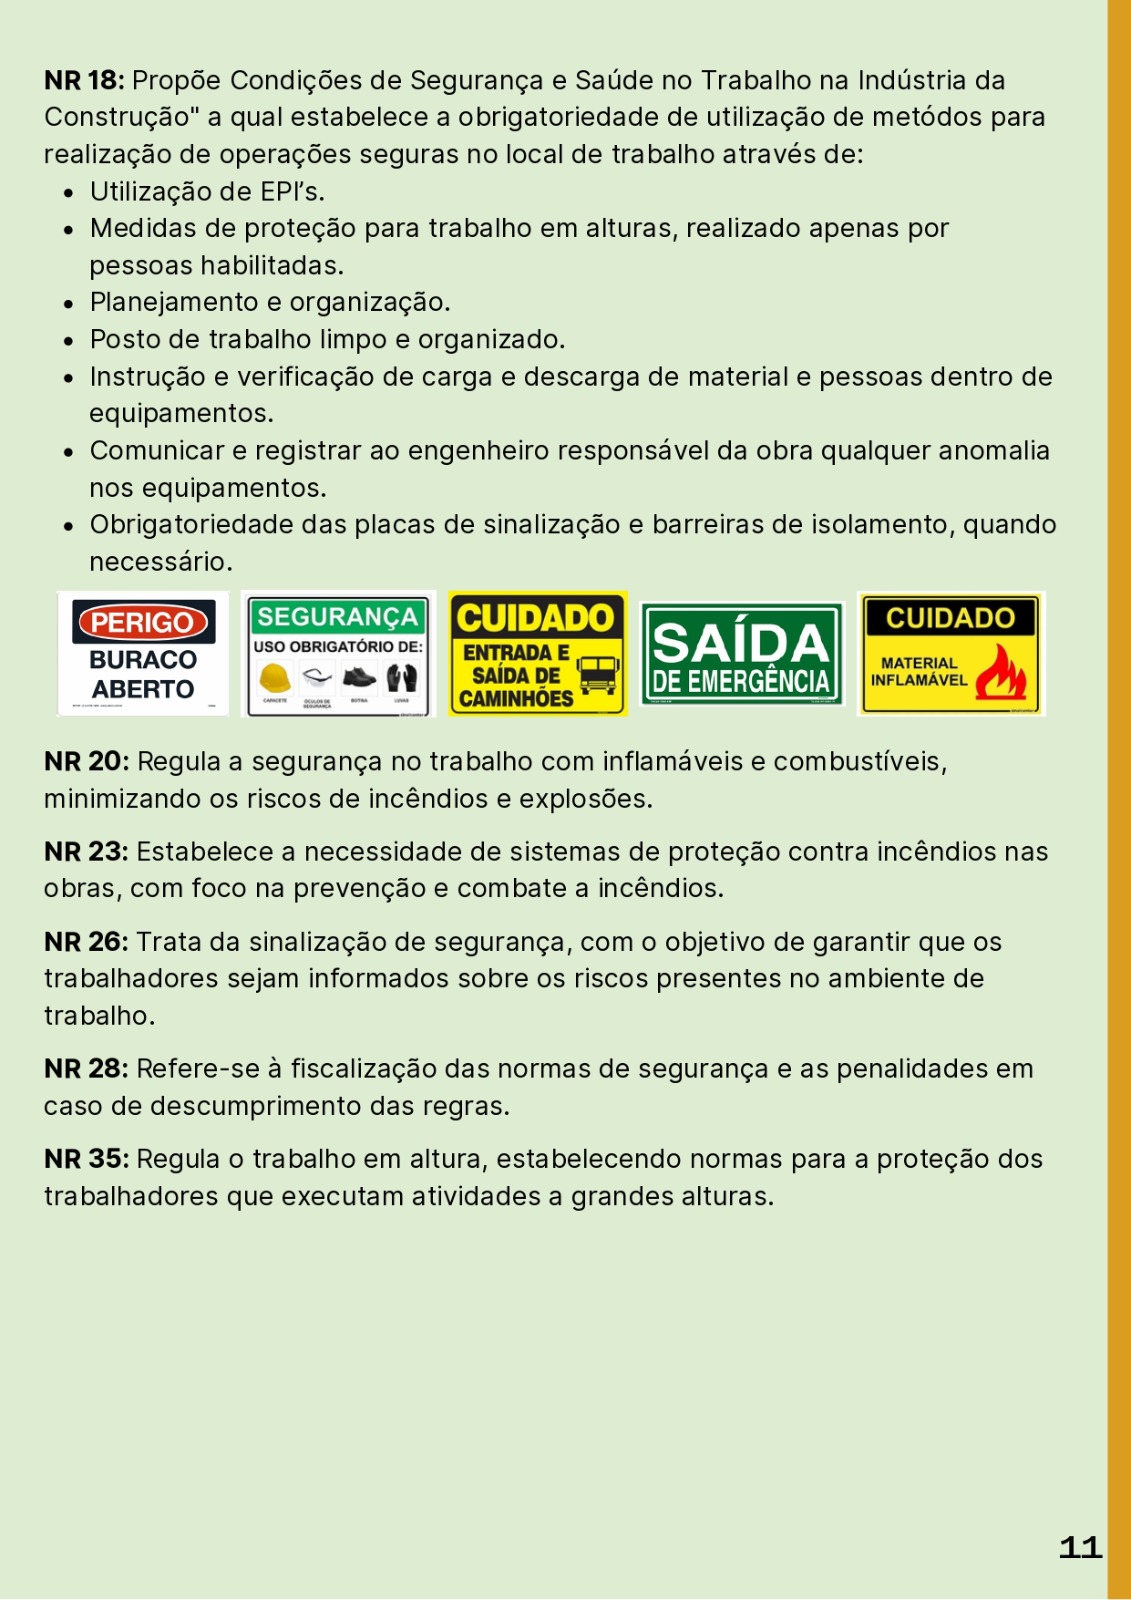 NR 18: Propõe Condições de Segurança e Saúde no Trabalho na Indústria da
Construção" a qual estabelece a obrigatoriedade de utilização de metódos para
realização de operações seguras no local de trabalho através de:
• Utilização de EPI’s.
• Medidas de proteção para trabalho em alturas, realizado apenas por
pessoas habilitadas.
• Planejamento e organização.
• Posto de trabalho limpo e organizado.
• Instrução e verificação de carga e descarga de material e pessoas dentro de
equipamentos.
• Comunicar e registrar ao engenheiro responsável da obra qualquer anomalia
nos equipamentos.
• Obrigatoriedade das placas de sinalização e barreiras de isolamento, quando
necessário.
PERIGO
BURACO
ABERTO
SEGURANÇA
USO OBRIGATÓRIO DE:
CAPACETE
ÓCULOS DE
SEGURANÇA
BOTINA
LUVAS
CUIDADO
ENTRADA E
SAÍDA DE
CAMINHÕES
SAÍDA
DE EMERGÊNCIA
CUIDADO
MATERIAL
INFLAMÁVEL
NR 20: Regula a segurança no trabalho com inflamáveis e combustíveis,
minimizando os riscos de incêndios e explosões.
NR 23: Estabelece a necessidade de sistemas de proteção contra incêndios nas
obras, com foco na prevenção e combate a incêndios.
NR 26: Trata da sinalização de segurança, com o objetivo de garantir que os
trabalhadores sejam informados sobre os riscos presentes no ambiente de
trabalho.
NR 28: Refere-se à fiscalização das normas de segurança e as penalidades em
caso de descumprimento das regras.
NR 35: Regula o trabalho em altura, estabelecendo normas para a proteção dos
trabalhadores que executam atividades a grandes alturas.
11